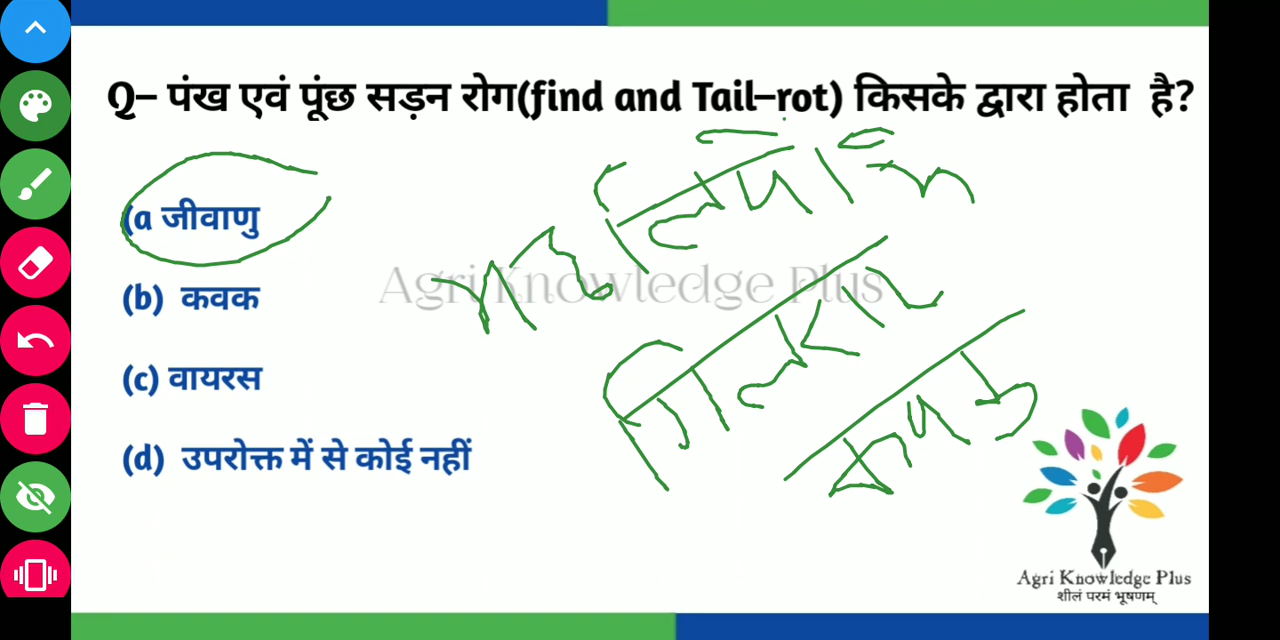 Q– पंख एवं पूंछ सड़न रोग(find and Tail–rot) किसके द्वारा होता है?
(a जीवाणु
(b) कवक
(c) वायरस
(d) उपरोक्त में से कोई नहीं
Agri Knowledge Plus
Agri Knowledge Plus
शीलं परमं भूषणम्